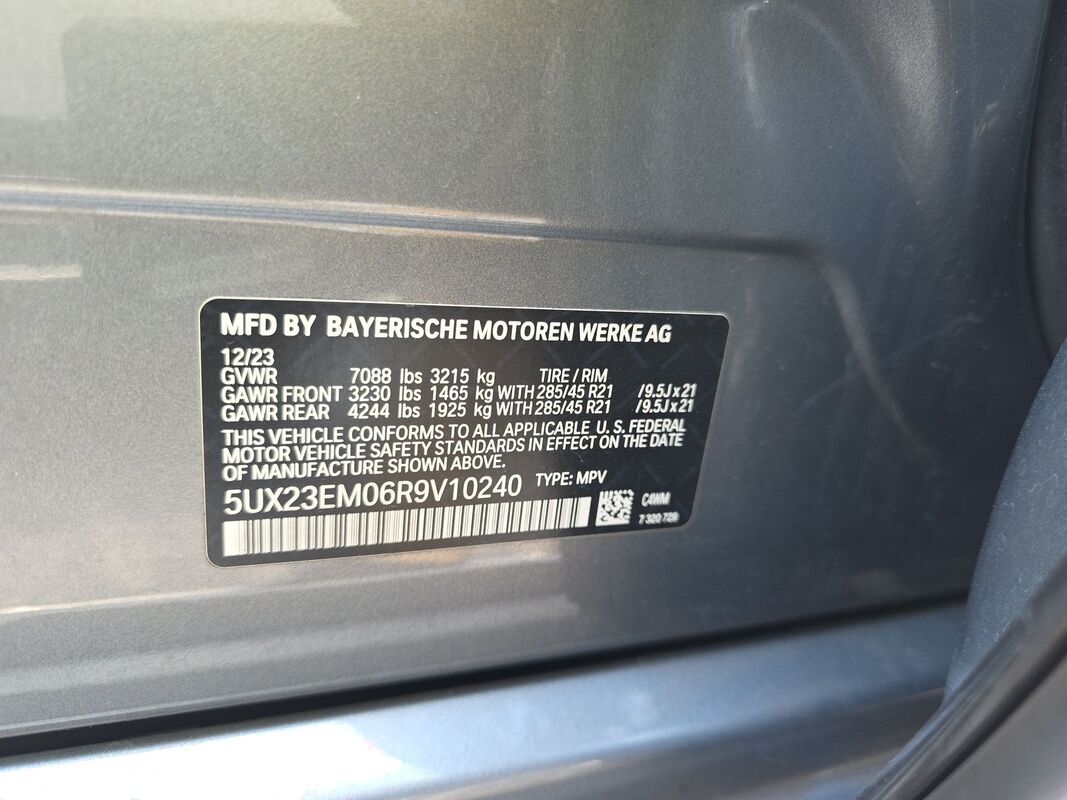 MFD BY BAYERISCHE MOTOREN WERKE AG
12/23
GVWR 7088 lbs 3215 kg TIRE / RIM
GAWR FRONT 3230 lbs 1465 kg WITH 285/45 R21 /9.5J x 21
GAWR REAR 4244 lbs 1925 kg WITH 285/45 R21 /9.5J x 21
THIS VEHICLE CONFORMS TO ALL APPLICABLE U. S. FEDERAL
MOTOR VEHICLE SAFETY STANDARDS IN EFFECT ON THE DATE
OF MANUFACTURE SHOWN ABOVE.
5UX23EM06R9V10240 TYPE: MPV
C4WM
7 320 728